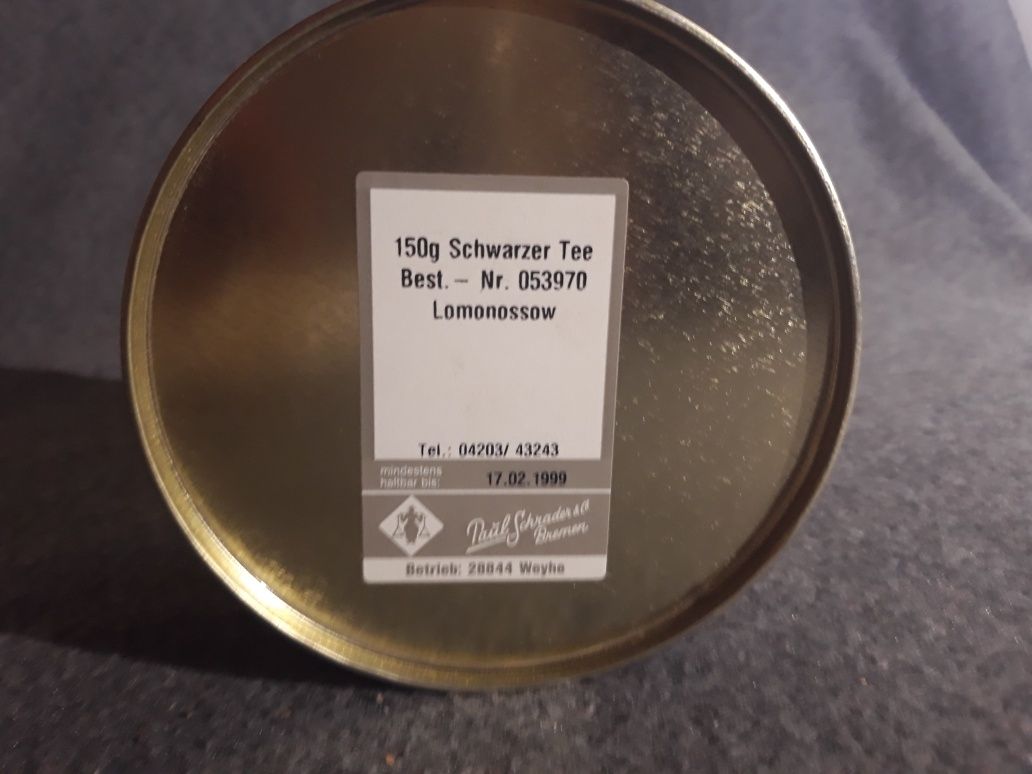 150g Schwarzer Tee
Best. – Nr. 053970
Lomonossow
Tel.: 04203/ 43243
mindestens
haltbar bis: 17.02.1999
Paul Schrader & Co
Bremen
Betrieb: 28844 Weyhe